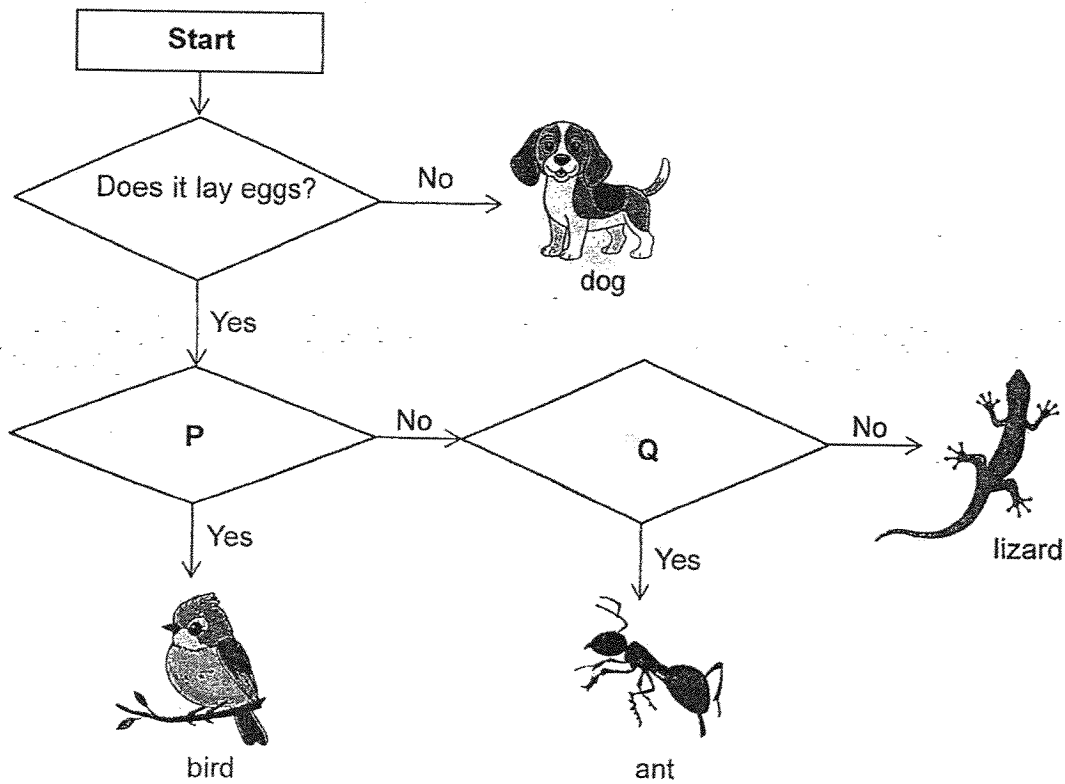 Start
Does it lay eggs?
No
dog
Yes
P
No
Q
No
lizard
Yes
Yes
bird
ant